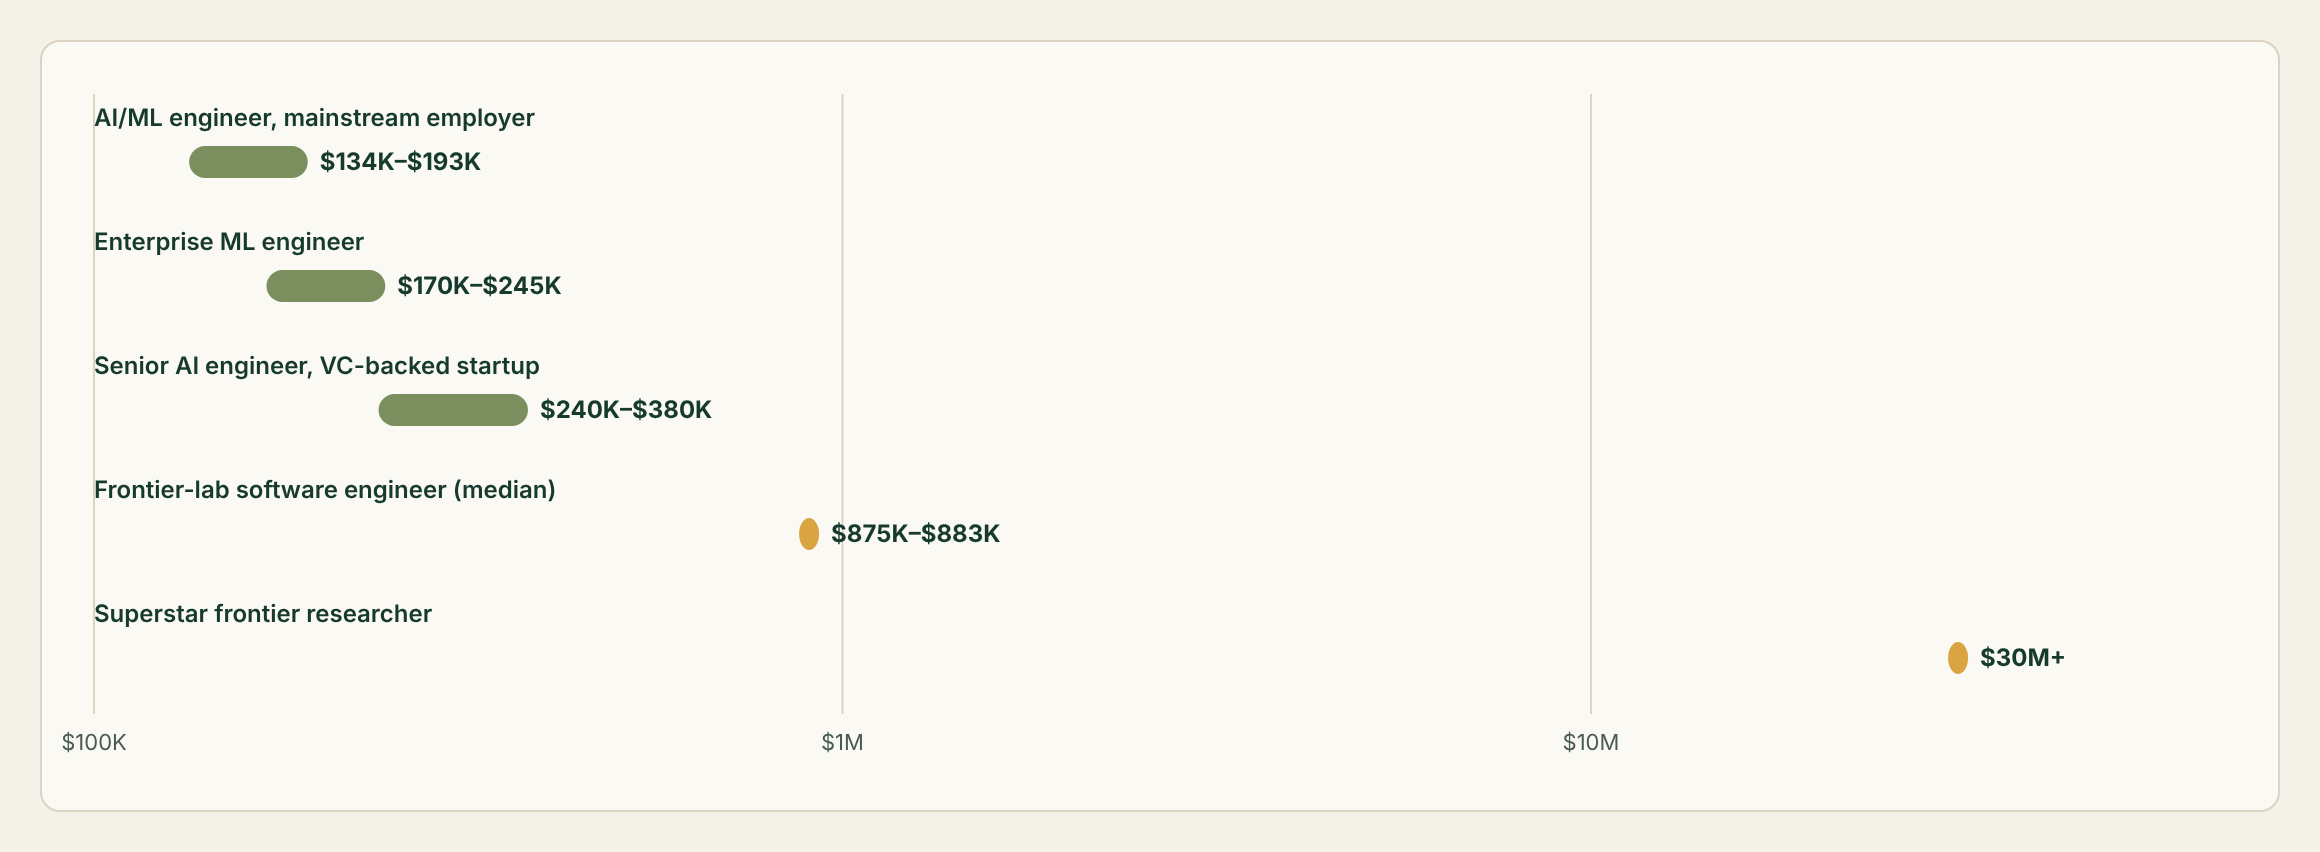 AI/ML engineer, mainstream employer
$134K–$193K
Enterprise ML engineer
$170K–$245K
Senior AI engineer, VC-backed startup
$240K–$380K
Frontier-lab software engineer (median)
$875K–$883K
Superstar frontier researcher
$30M+
$100K $1M $10M